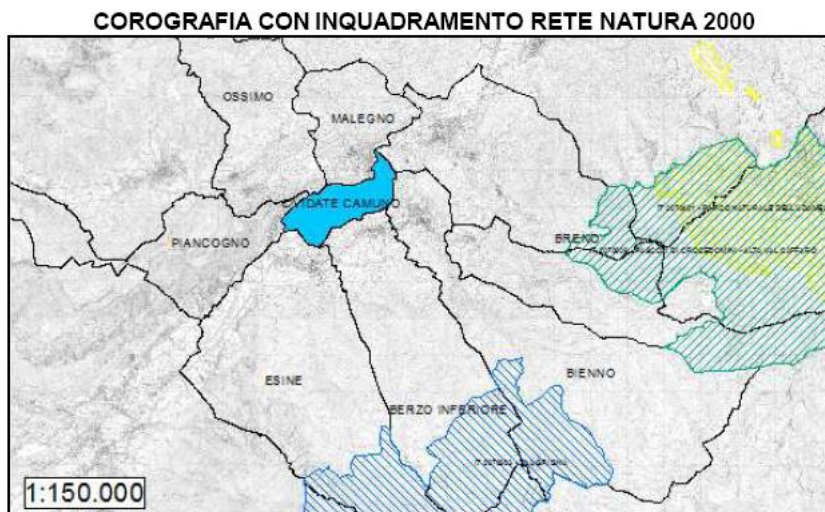 COROGRAFIA CON INQUADRAMENTO RETE NATURA 2000
OSSIMO
MALEGNO
CIVIDATE CAMUNO
PIANCOGNO
BRENO
ESINE
BIENNO
BERZO INFERIORE
1:150.000